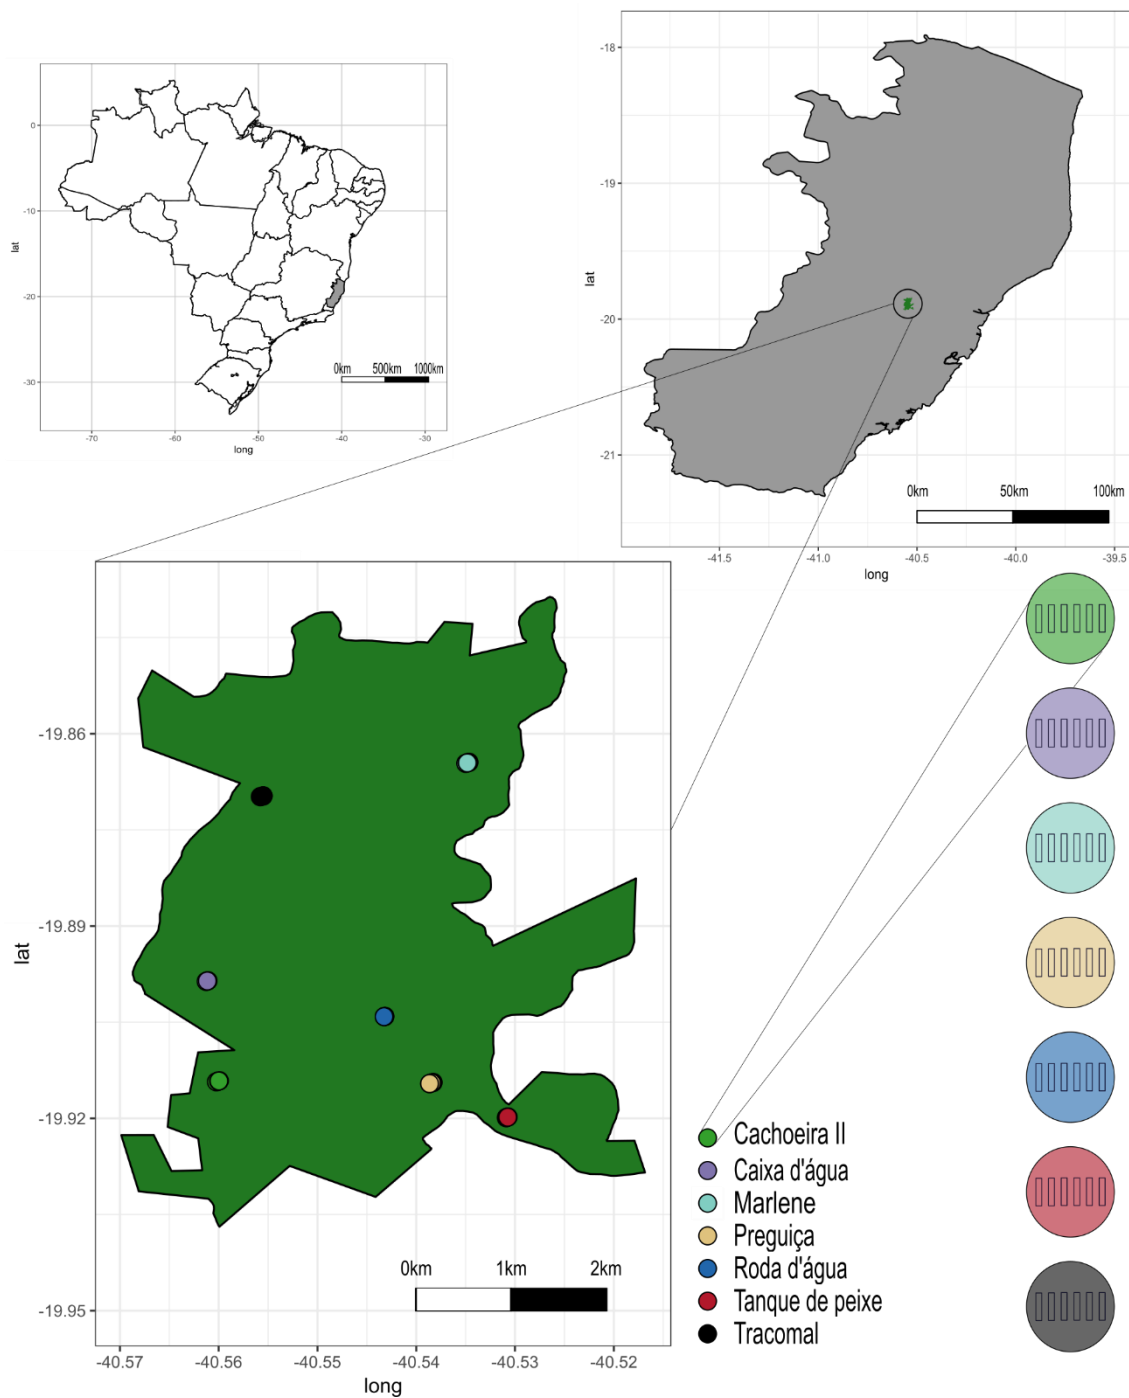 0
-10
-20
-30
lat
0km 500km 1000km
-70 -60 -50 -40 -30
long
-18
-19
-20
-21
lat
0km 50km 100km
-41.5 -41.0 -40.5 -40.0 -39.5
long
-19.86
-19.89
-19.92
-19.95
lat
0km 1km 2km
-40.57 -40.56 -40.55 -40.54 -40.53 -40.52
long
Cachoeira II
Caixa d'água
Marlene
Preguiça
Roda d'água
Tanque de peixe
Tracomal